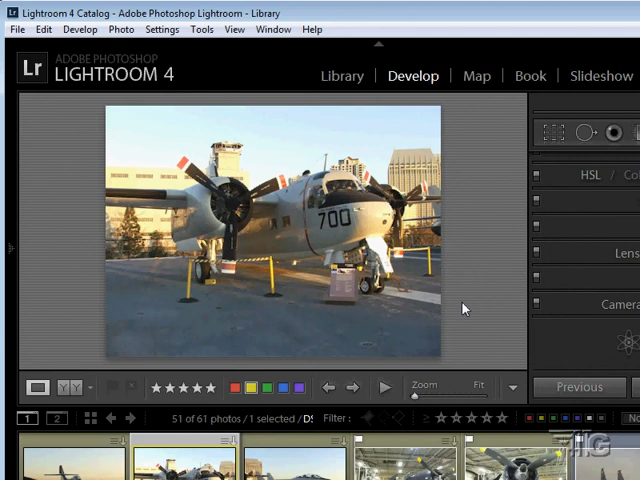 Lightroom 4 Catalog - Adobe Photoshop Lightroom - Library
File Edit Develop Photo Settings Tools View Window Help
Lr
ADOBE PHOTOSHOP
LIGHTROOM 4
Library | Develop | Map | Book | Slideshow
HSL /
Lens
Camera
700
YY
Zoom Fit
Previous
1 2
51 of 61 photos / 1 selected /
Filter :